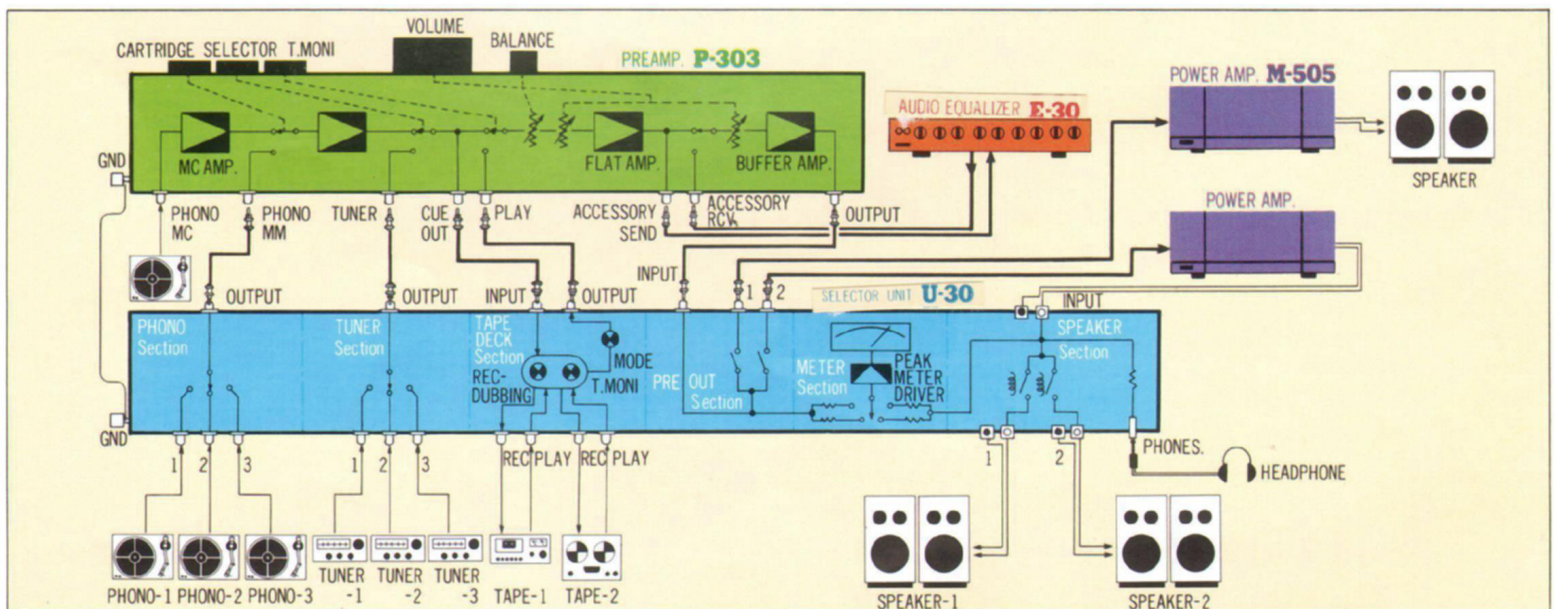 CARTRIDGE SELECTOR T.MONI
VOLUME
BALANCE
PREAMP. P-303
MC AMP.
FLAT AMP.
BUFFER AMP.
GND
PHONO MC
PHONO MM
TUNER
CUE OUT
PLAY
ACCESSORY SEND
ACCESSORY RCV.
OUTPUT
AUDIO EQUALIZER E-30
POWER AMP. M-505
SPEAKER
POWER AMP.
OUTPUT
OUTPUT
INPUT
OUTPUT
INPUT
1
2
SELECTOR UNIT U-30
INPUT
PHONO Section
TUNER Section
TAPE DECK Section
REC-DUBBING
MODE
T.MONI
PRE OUT Section
METER Section
PEAK METER DRIVER
SPEAKER Section
GND
1
2
3
1
2
3
REC PLAY
REC PLAY
1
2
PHONES.
HEADPHONE
PHONO-1
PHONO-2
PHONO-3
TUNER -1
TUNER -2
TUNER -3
TAPE-1
TAPE-2
SPEAKER-1
SPEAKER-2